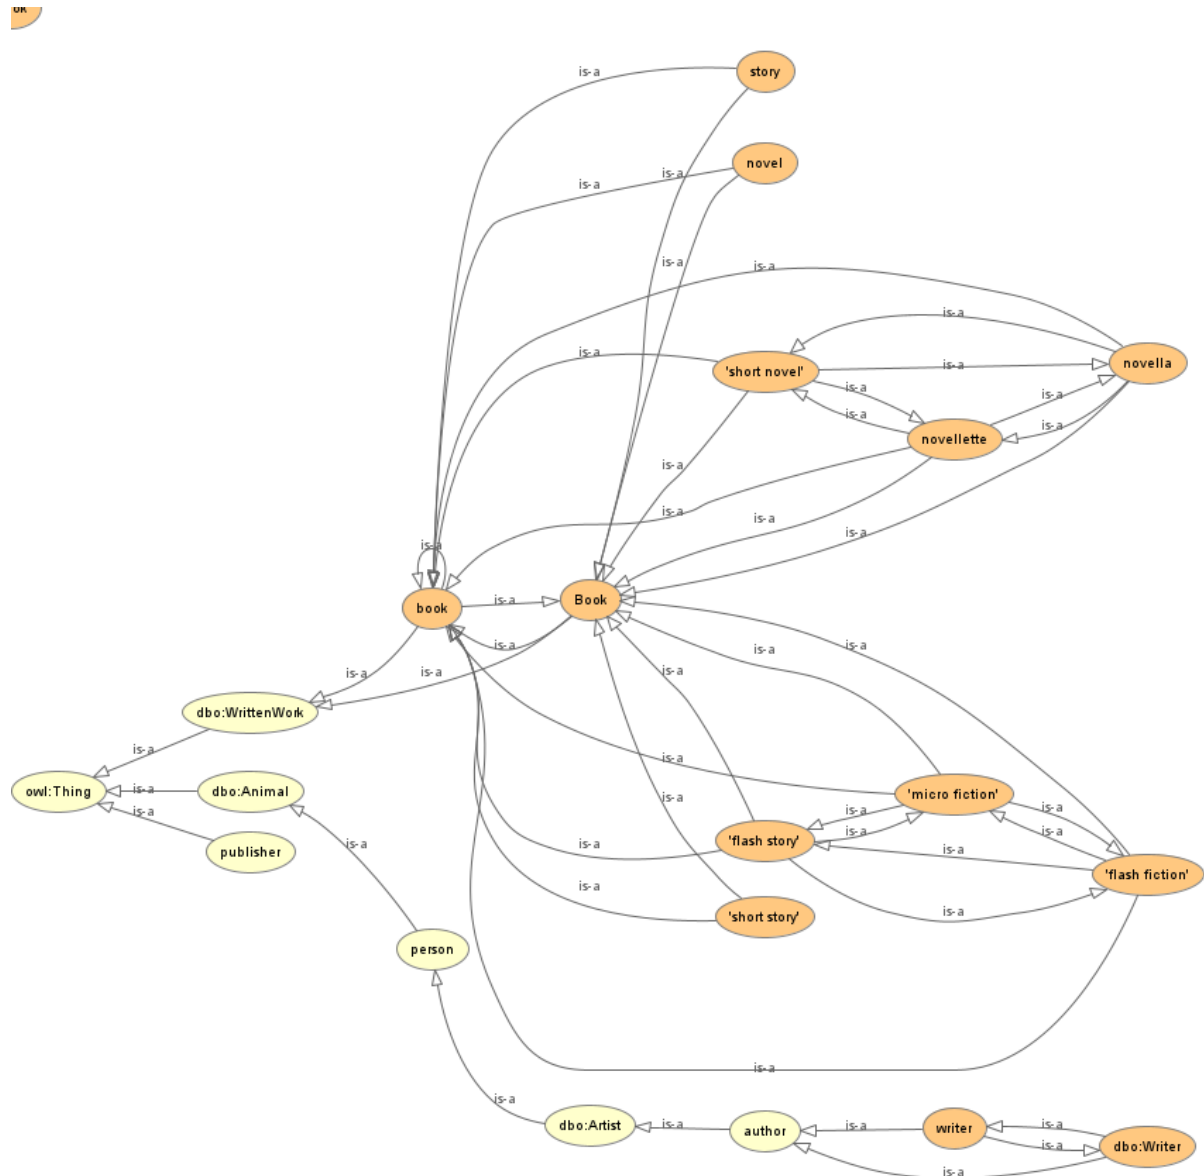 ok
is-a
story
novel
is-a
is-a
is-a
is-a
is-a
is-a
'short novel'
is-a
novella
is-a
is-a
is-a
is-a
novellette
is-a
is-a
is-a
is-a
is-a
book
is-a
Book
is-a
is-a
is-a
is-a
is-a
is-a
dbo:WrittenWork
is-a
is-a
owl:Thing
is-a
dbo:Animal
'micro fiction'
is-a
is-a
is-a
is-a
publisher
is-a
'flash story'
is-a
is-a
is-a
'flash fiction'
is-a
is-a
'short story'
person
is-a
is-a
dbo:Artist
is-a
author
is-a
writer
is-a
is-a
dbo:Writer
is-a